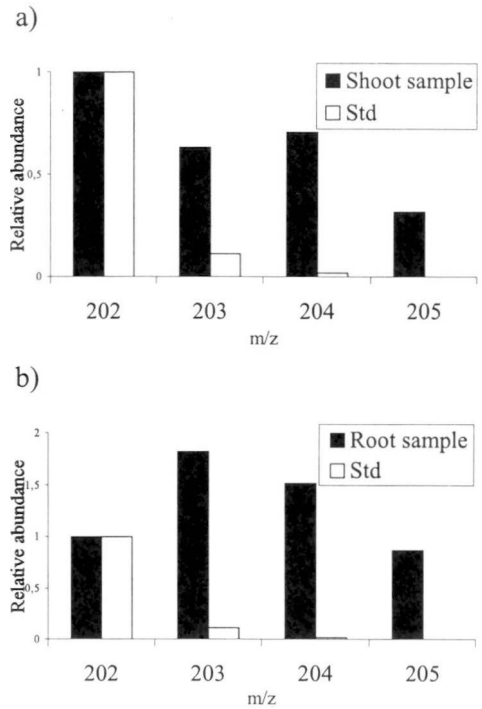 a)
Relative abundance
1
0,5
0
Shoot sample
Std
202 203 204 205
m/z
b)
Relative abundance
2
1,5
1
0,5
0
Root sample
Std
202 203 204 205
m/z